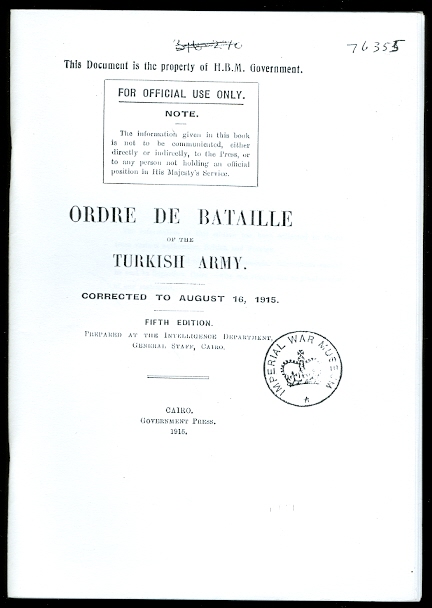 76355
This Document is the property of H.B.M. Government.
FOR OFFICIAL USE ONLY.
NOTE.
The information given in this book
is not to be communicated, either
directly or indirectly, to the Press, or
to any person not holding an official
position in His Majesty's Service.
ORDRE DE BATAILLE
OF THE
TURKISH ARMY.
CORRECTED TO AUGUST 16, 1915.
FIFTH EDITION.
PREPARED AT THE INTELLIGENCE DEPARTMENT,
GENERAL STAFF, CAIRO.
IMPERIAL WAR MUSEUM
CAIRO.
GOVERNMENT PRESS.
1915.